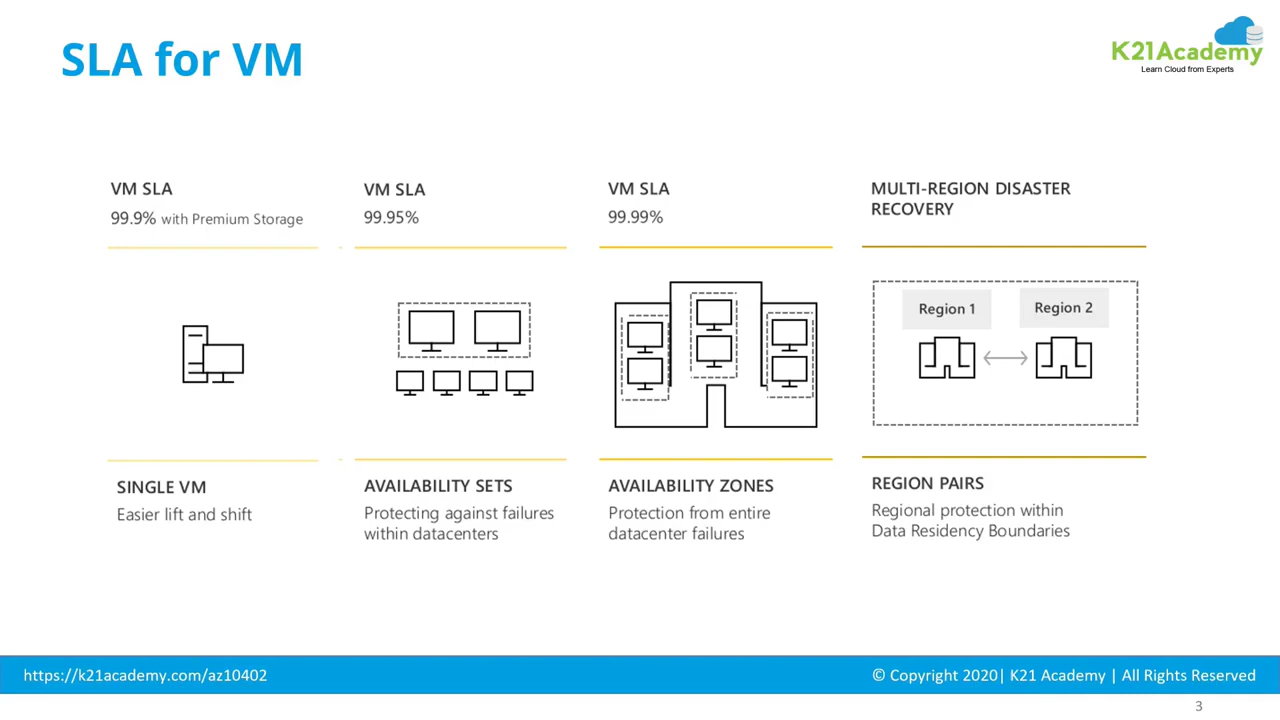 SLA for VM
K21Academy
Learn Cloud from Experts
VM SLA
99.9% with Premium Storage
VM SLA
99.95%
VM SLA
99.99%
MULTI-REGION DISASTER
RECOVERY
Region 1
Region 2
SINGLE VM
Easier lift and shift
AVAILABILITY SETS
Protecting against failures
within datacenters
AVAILABILITY ZONES
Protection from entire
datacenter failures
REGION PAIRS
Regional protection within
Data Residency Boundaries
https://k21academy.com/az10402
© Copyright 2020| K21 Academy | All Rights Reserved
3